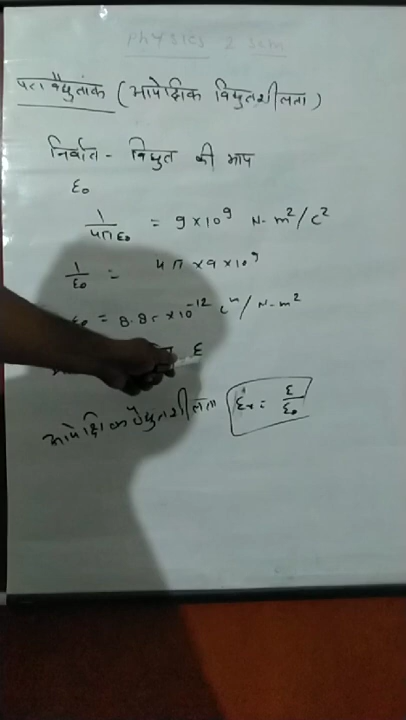 Physics 2 Sem
परावैद्युतांक (आपेक्षिक विद्युतशीलता)
निर्वात - विद्युत की माप
ε₀
1/4πε₀ = 9×10⁹ N-m²/c²
1/ε₀ = 4π×9×10⁹
ε₀ = 8.85 ×10⁻¹² c²/N-m²
ε
आपेक्षिक वैद्युतशीलता εr = ε/ε₀